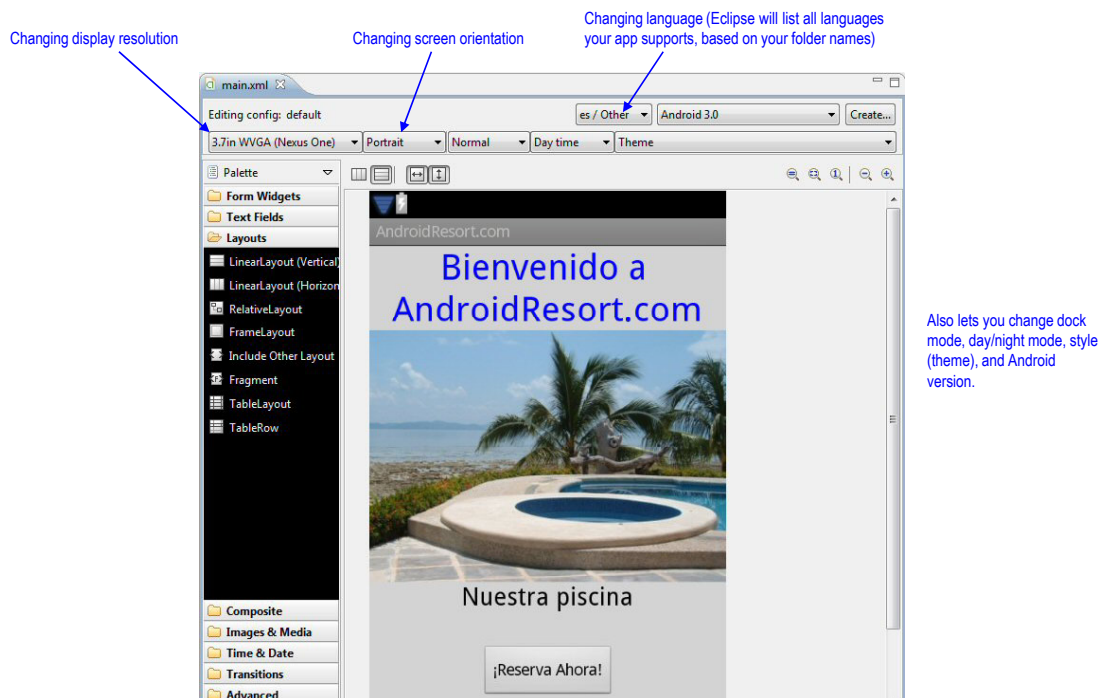 Changing display resolution
Changing screen orientation
Changing language (Eclipse will list all languages
your app supports, based on your folder names)
main.xml
Editing config: default
es / Other
Android 3.0
Create...
3.7in WVGA (Nexus One)
Portrait
Normal
Day time
Theme
Palette
Form Widgets
Text Fields
Layouts
LinearLayout (Vertical)
LinearLayout (Horizon
RelativeLayout
FrameLayout
Include Other Layout
Fragment
TableLayout
TableRow
Composite
Images & Media
Time & Date
Transitions
Advanced
AndroidResort.com
Bienvenido a
AndroidResort.com
Nuestra piscina
¡Reserva Ahora!
Also lets you change dock
mode, day/night mode, style
(theme), and Android
version.